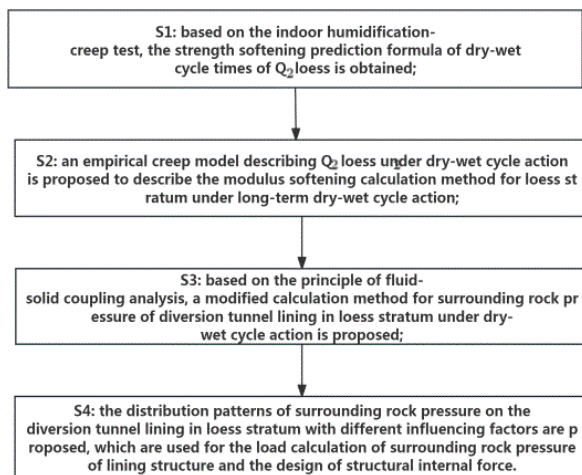 S1: based on the indoor humidification-
creep test, the strength softening prediction formula of dry-wet
cycle times of Q₂loess is obtained;
S2: an empirical creep model describing Q₂ loess under dry-wet cycle action
is proposed to describe the modulus softening calculation method for loess st
ratum under long-term dry-wet cycle action;
S3: based on the principle of fluid-
solid coupling analysis, a modified calculation method for surrounding rock pr
essure of diversion tunnel lining in loess stratum under dry-
wet cycle action is proposed;
S4: the distribution patterns of surrounding rock pressure on the
diversion tunnel lining in loess stratum with different influencing factors are p
roposed, which are used for the load calculation of surrounding rock pressure
of lining structure and the design of structural internal force.